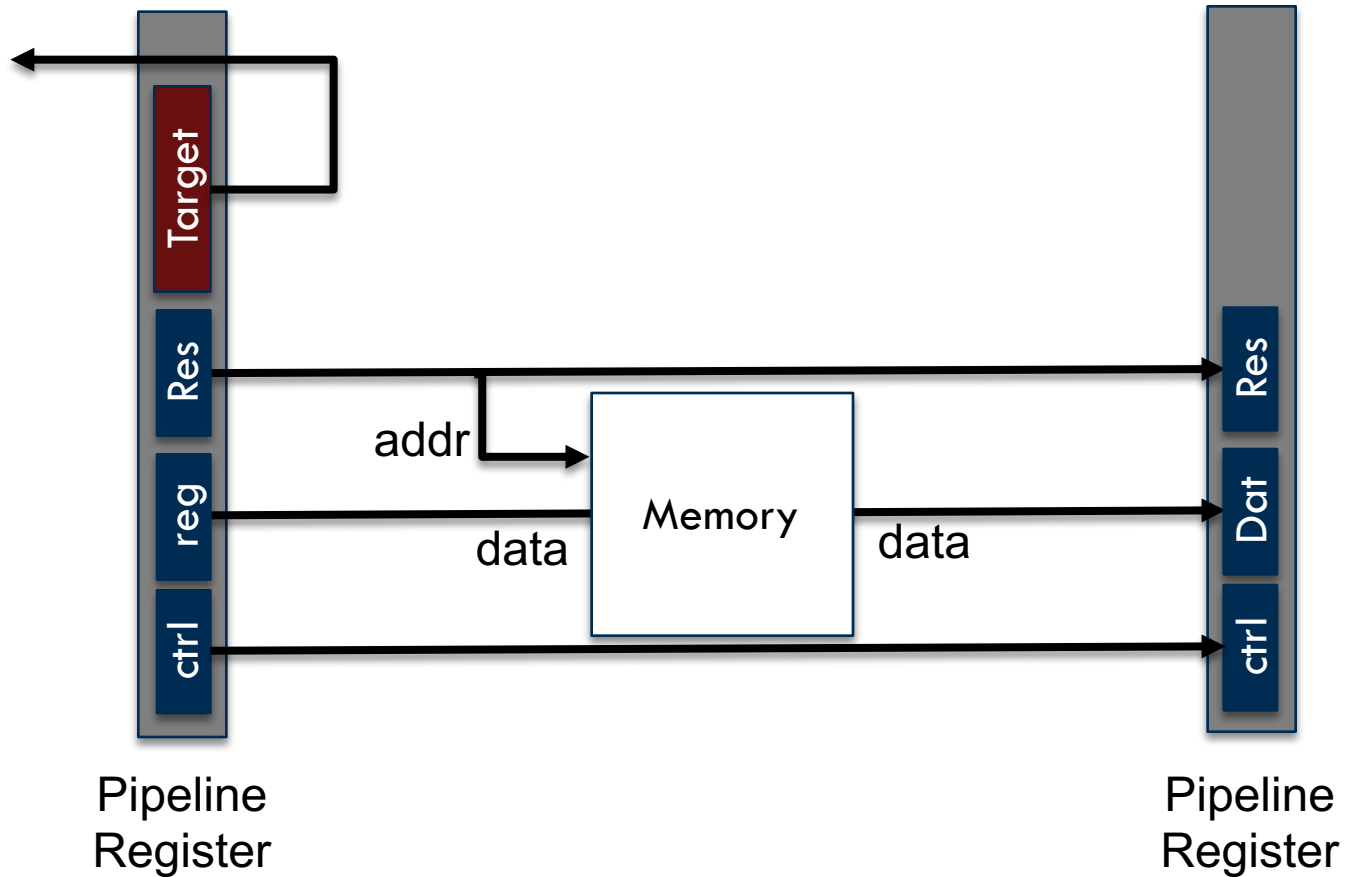 Target
Res
Res
addr
reg
data
Memory
data
Dat
ctrl
ctrl
Pipeline
Register
Pipeline
Register